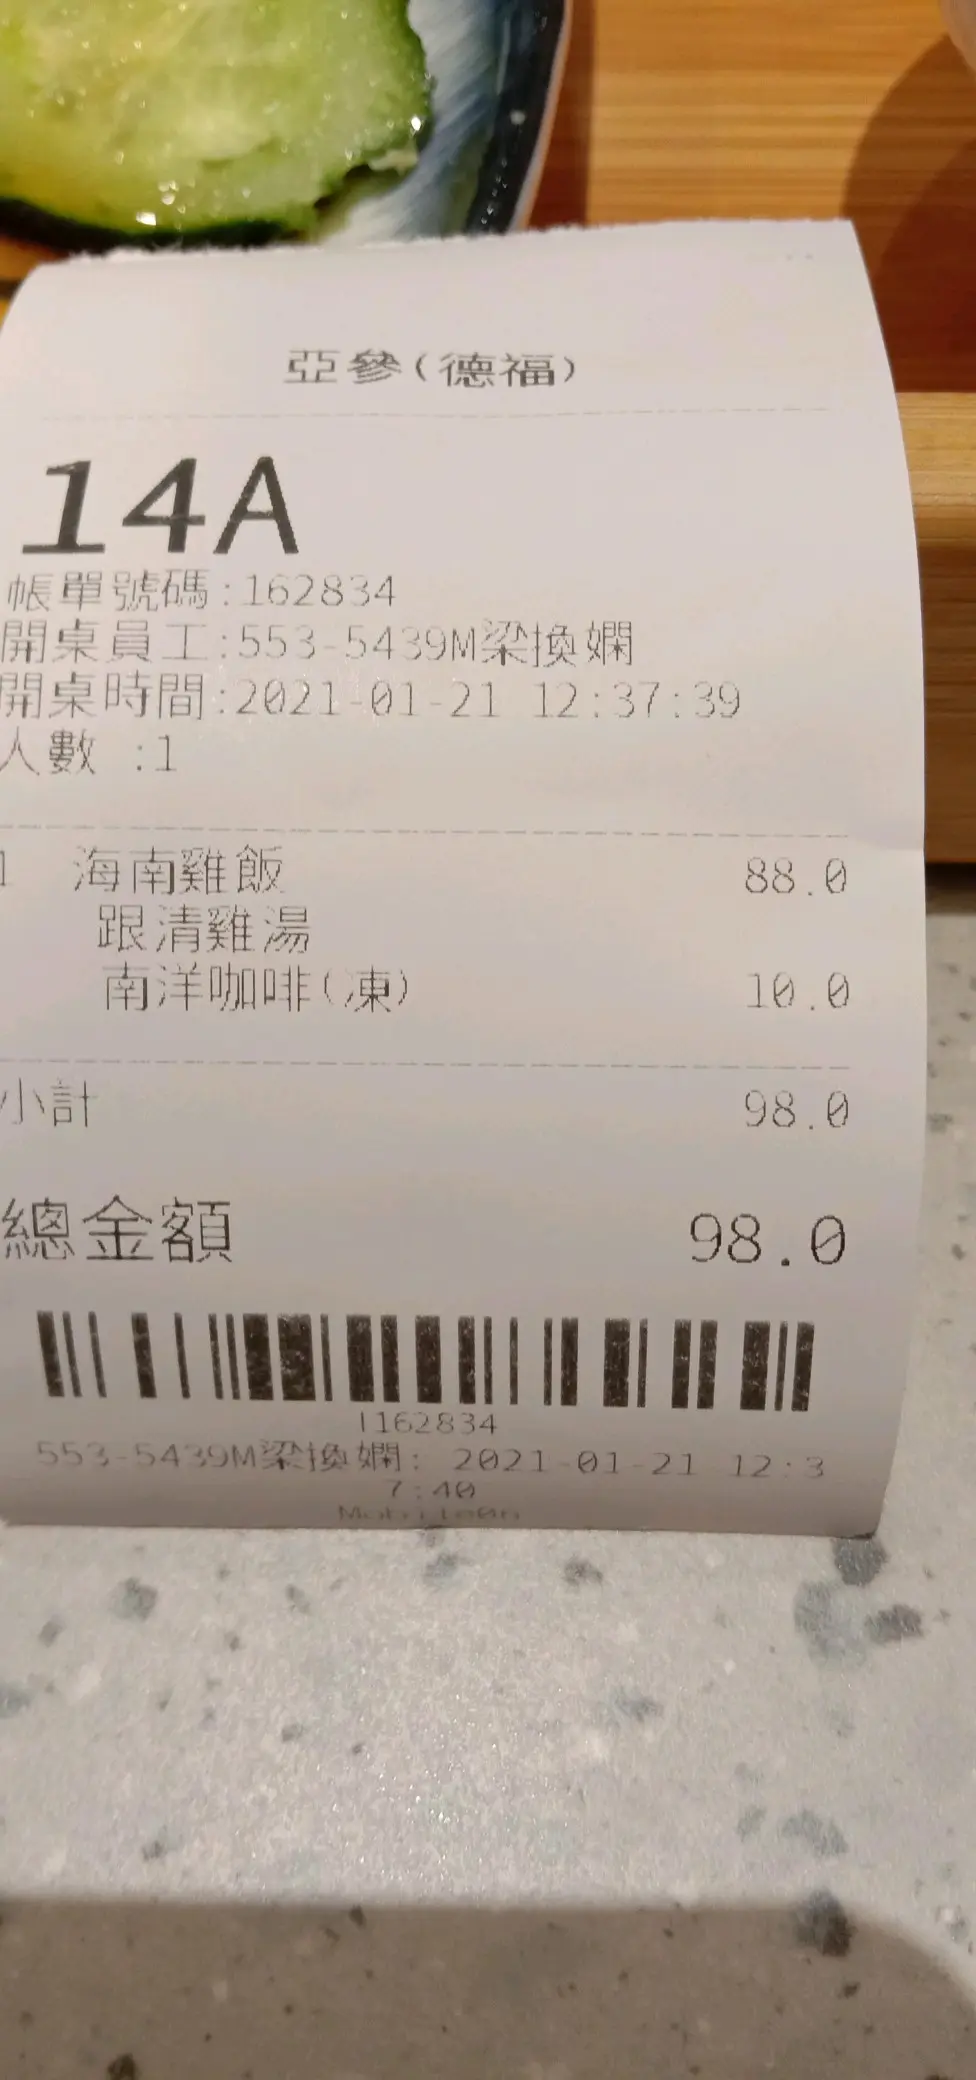 亞參(德福)
14A
帳單號碼:162834
開桌員工:553-5439M梁換嫻
開桌時間:2021-01-21 12:37:39
人數 :1
1 海南雞飯 88.0
跟清雞湯
南洋咖啡(凍) 10.0
小計 98.0
總金額 98.0
I162834
553-5439M梁換嫻: 2021-01-21 12:3
7:40